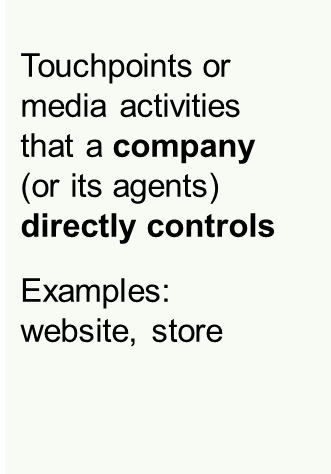 Touchpoints or
media activities
that a company
(or its agents)
directly controls
Examples:
website, store